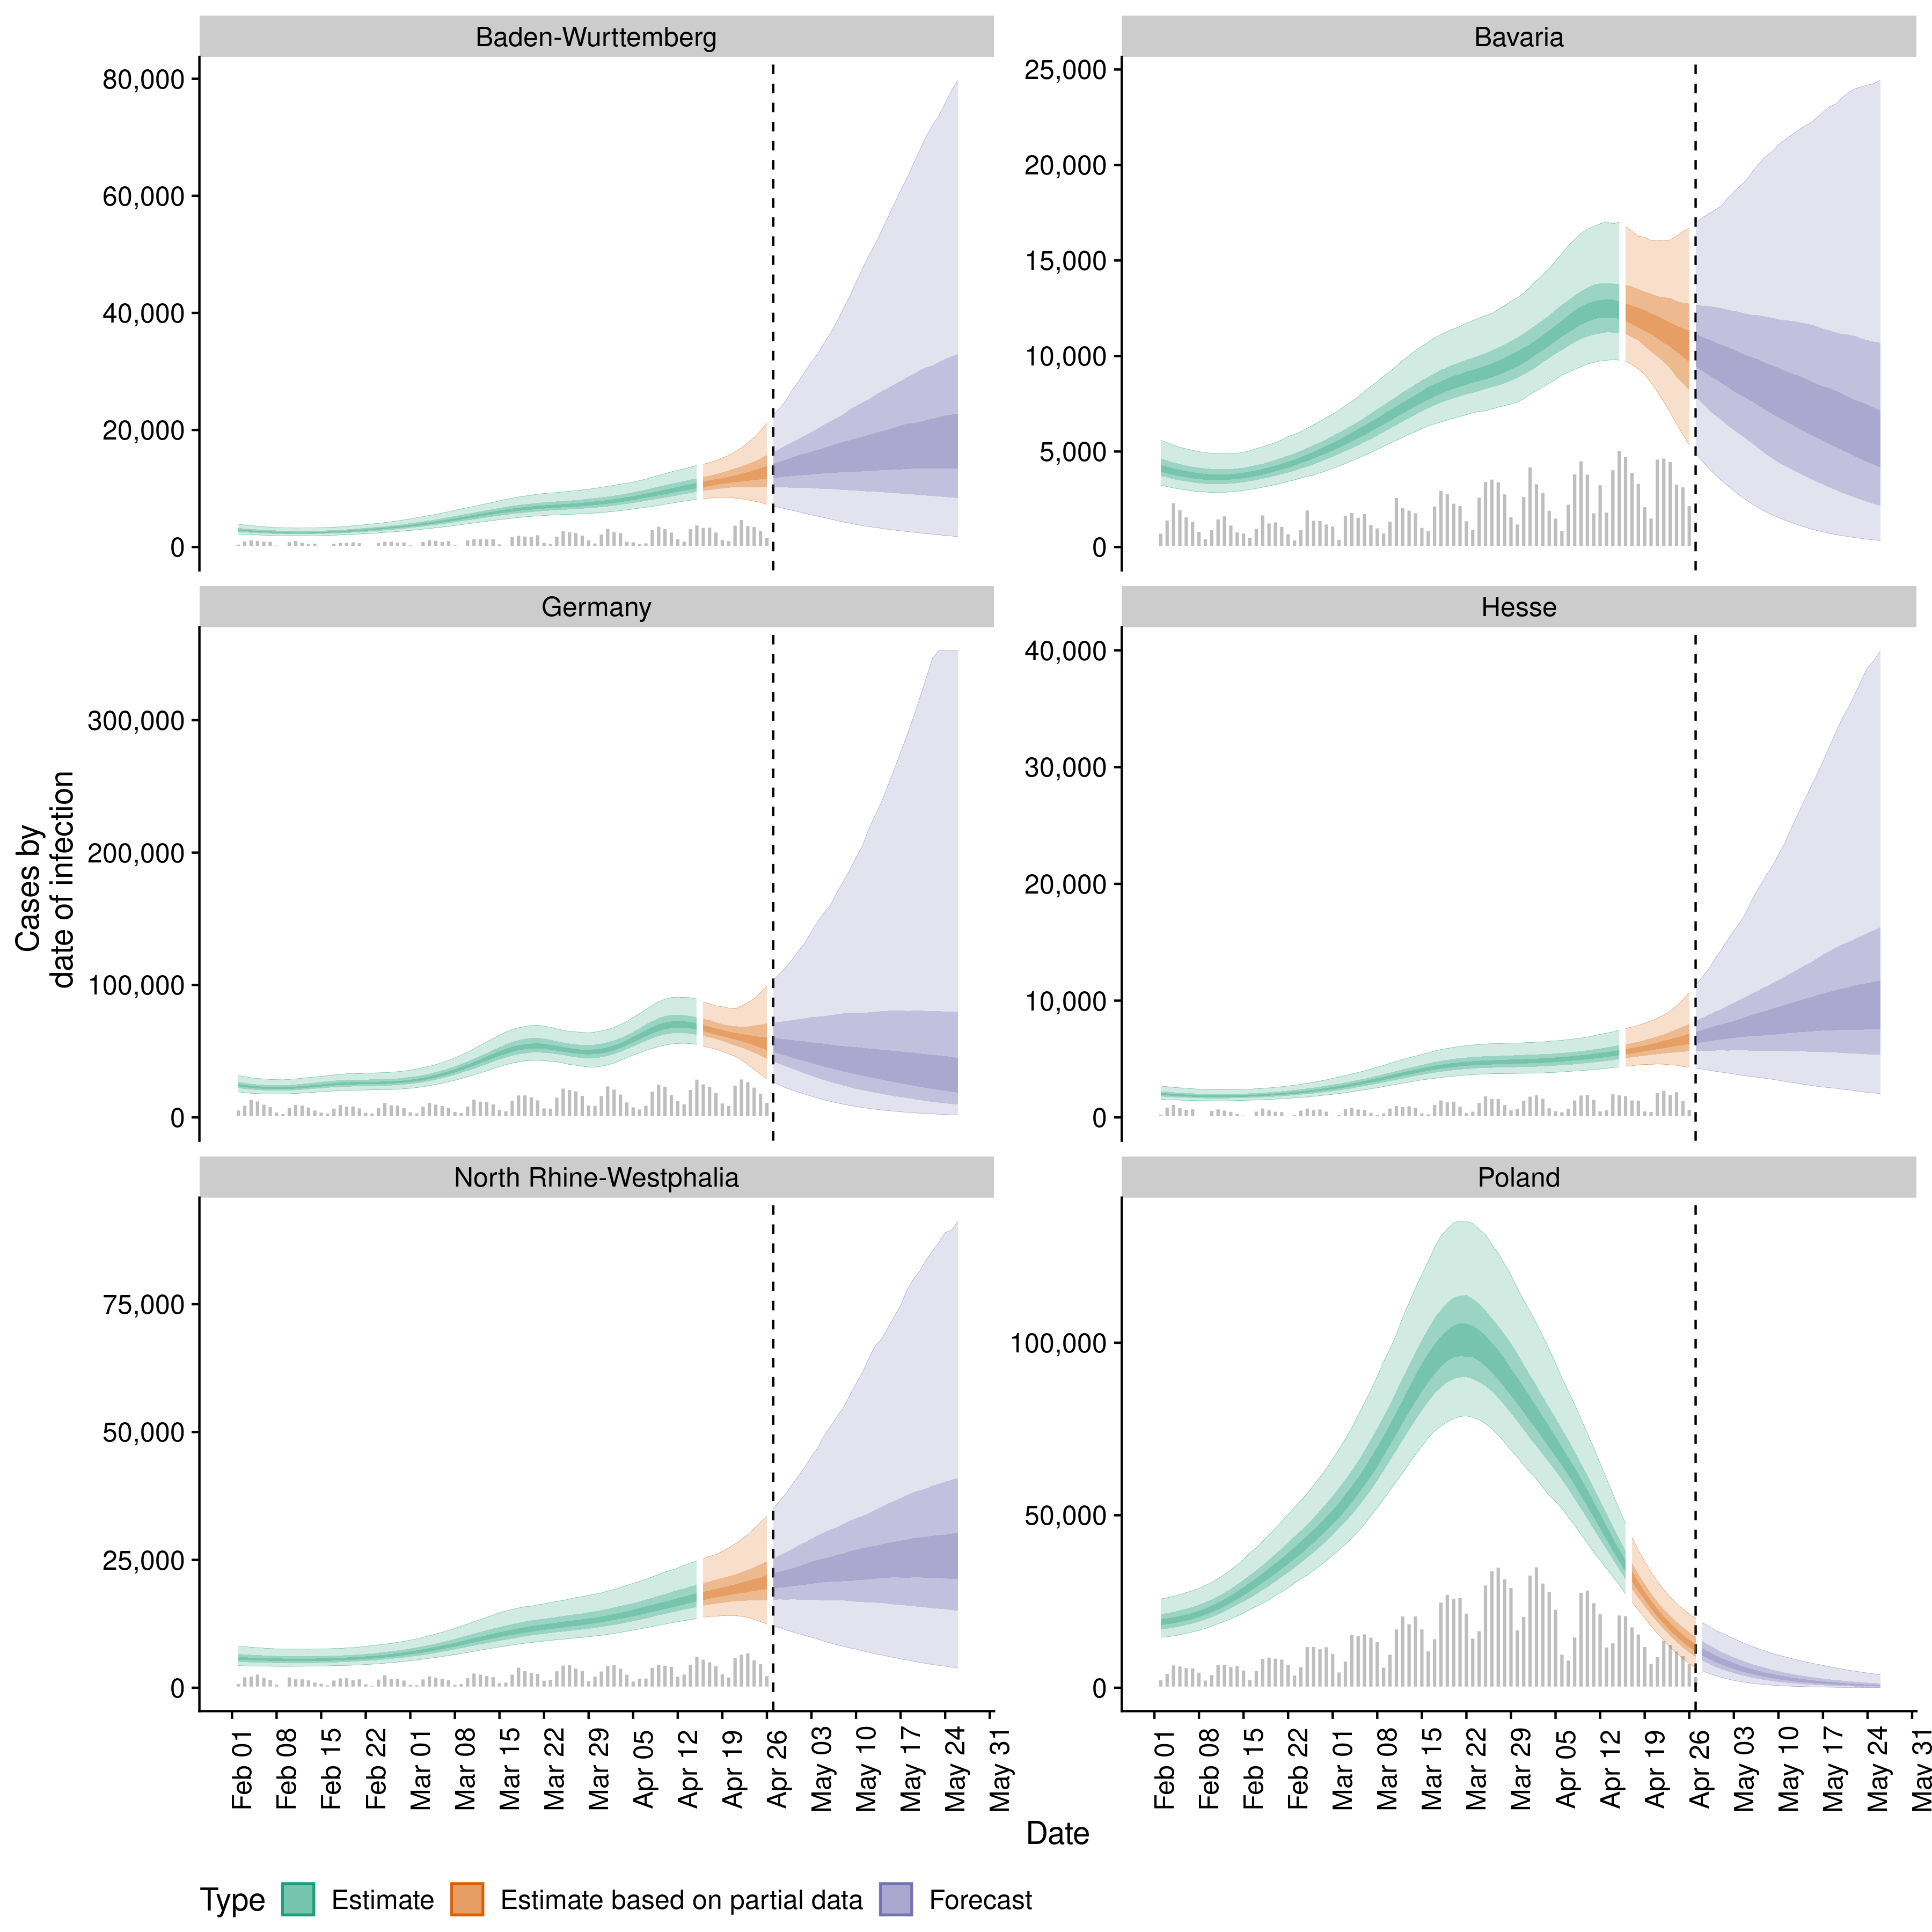 Baden-Wurttemberg
Bavaria
80,000
60,000
40,000
20,000
0
25,000
20,000
15,000
10,000
5,000
0
Germany
Hesse
300,000
200,000
100,000
0
40,000
30,000
20,000
10,000
0
North Rhine-Westphalia
Poland
75,000
50,000
25,000
0
100,000
50,000
0
Cases by
date of infection
Feb 01
Feb 08
Feb 15
Feb 22
Mar 01
Mar 08
Mar 15
Mar 22
Mar 29
Apr 05
Apr 12
Apr 19
Apr 26
May 03
May 10
May 17
May 24
May 31
Feb 01
Feb 08
Feb 15
Feb 22
Mar 01
Mar 08
Mar 15
Mar 22
Mar 29
Apr 05
Apr 12
Apr 19
Apr 26
May 03
May 10
May 17
May 24
May 31
Date
Type Estimate Estimate based on partial data Forecast